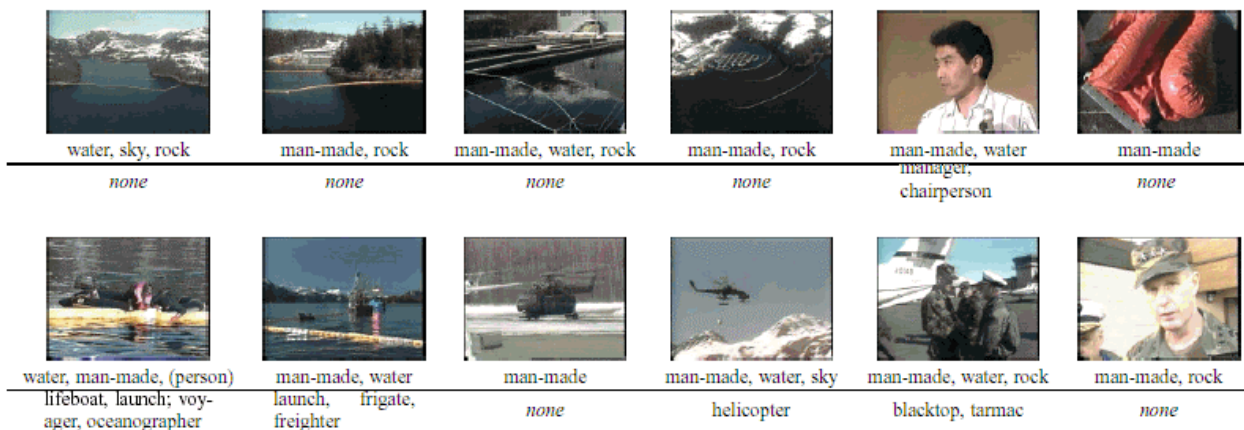 water, sky, rock
man-made, rock
man-made, water, rock
man-made, rock
man-made, water
man-made
none
none
none
none
manager,
chairperson
none
water, man-made, (person)
man-made, water
man-made
man-made, water, sky
man-made, water, rock
man-made, rock
lifeboat, launch; voy-
ager, oceanographer
launch, frigate,
freighter
none
helicopter
blacktop, tarmac
none